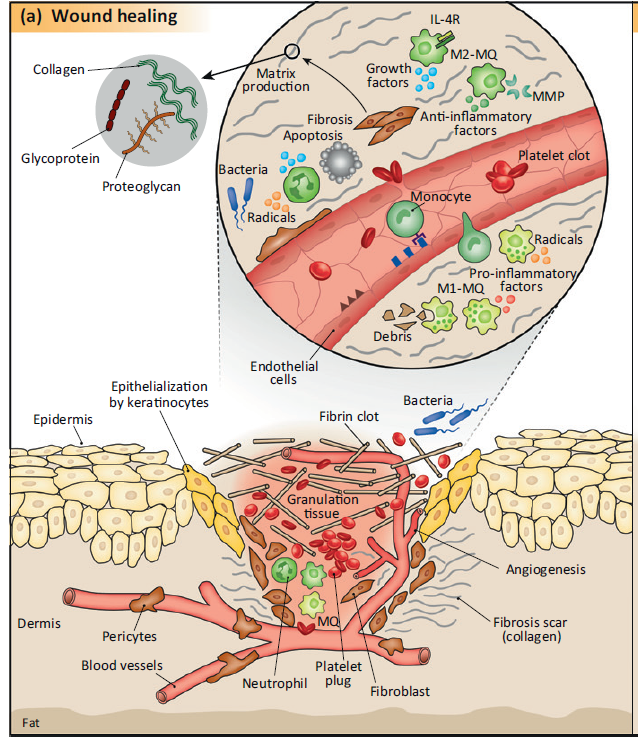 (a) Wound healing
IL-4R
M2-MQ
Growth
factors
MMP
Anti-inflammatory
factors
Collagen
Matrix
production
Fibrosis
Apoptosis
Glycoprotein
Proteoglycan
Platelet clot
Bacteria
Monocyte
Radicals
Radicals
Pro-inflammatory
factors
M1-MQ
Debris
Endothelial
cells
Epithelialization
by keratinocytes
Bacteria
Epidermis
Fibrin clot
Granulation
tissue
Angiogenesis
MQ
Fibrosis scar
(collagen)
Dermis
Pericytes
Blood vessels
Neutrophil
Platelet
plug
Fibroblast
Fat